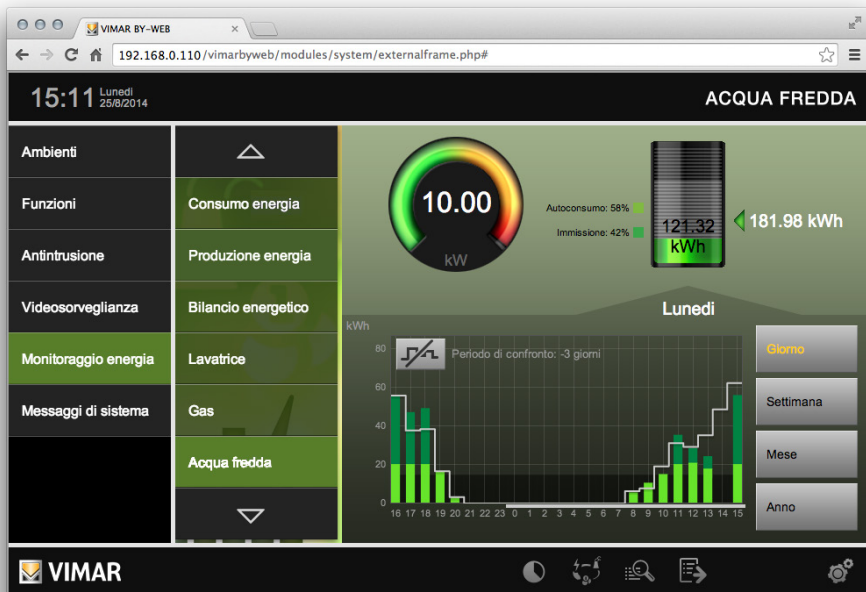 VIMAR BY-WEB
192.168.0.110/vimarbyweb/modules/system/externalframe.php#
15:11 Lunedi
25/8/2014
ACQUA FREDDA
Ambienti
Funzioni
Antintrusione
Videosorveglianza
Monitoraggio energia
Messaggi di sistema
Consumo energia
Produzione energia
Bilancio energetico
Lavatrice
Gas
Acqua fredda
10.00
kW
Autoconsumo: 58%
Immissione: 42%
121.32
kWh
181.98 kWh
Lunedi
kWh
Periodo di confronto: -3 giorni
80
60
40
20
0
16 17 18 19 20 21 22 23 0 1 2 3 4 5 6 7 8 9 10 11 12 13 14 15
Giorno
Settimana
Mese
Anno
VIMAR